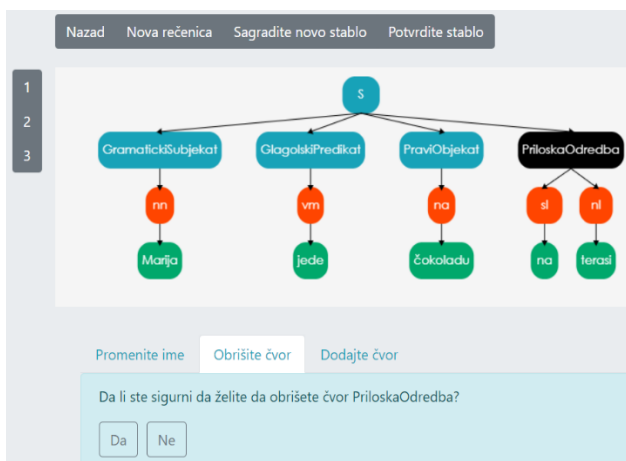 Nazad Nova rečenica Sagradite novo stablo Potvrdite stablo
1
2
3
S
GramatickiSubjekat GlagolskiPredikat PraviObjekat PriloskaOdredba
nn vm na sl nl
Marija jede čokoladu na terasi
Promenite ime Obrišite čvor Dodajte čvor
Da li ste sigurni da želite da obrišete čvor PriloskaOdredba?
Da Ne